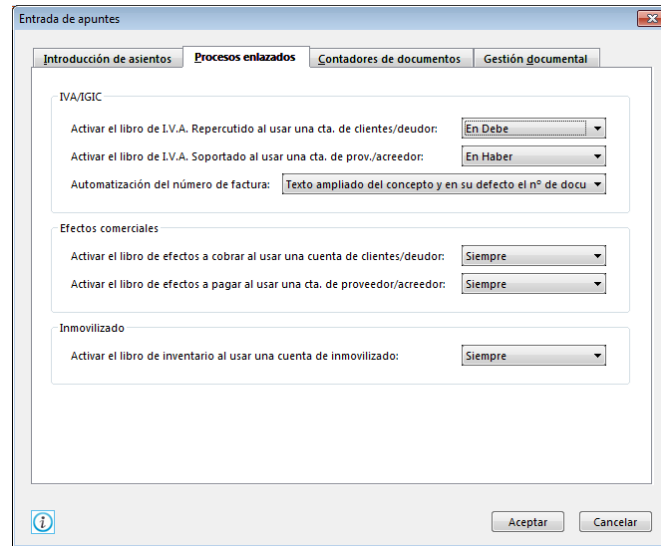 Entrada de apuntes
Introducción de asientos Procesos enlazados Contadores de documentos Gestión documental
IVA/IGIC
Activar el libro de I.V.A. Repercutido al usar una cta. de clientes/deudor: En Debe
Activar el libro de I.V.A. Soportado al usar una cta. de prov./acreedor: En Haber
Automatización del número de factura: Texto ampliado del concepto y en su defecto el nº de docu
Efectos comerciales
Activar el libro de efectos a cobrar al usar una cuenta de clientes/deudor: Siempre
Activar el libro de efectos a pagar al usar una cta. de proveedor/acreedor: Siempre
Inmovilizado
Activar el libro de inventario al usar una cuenta de inmovilizado: Siempre
Aceptar Cancelar